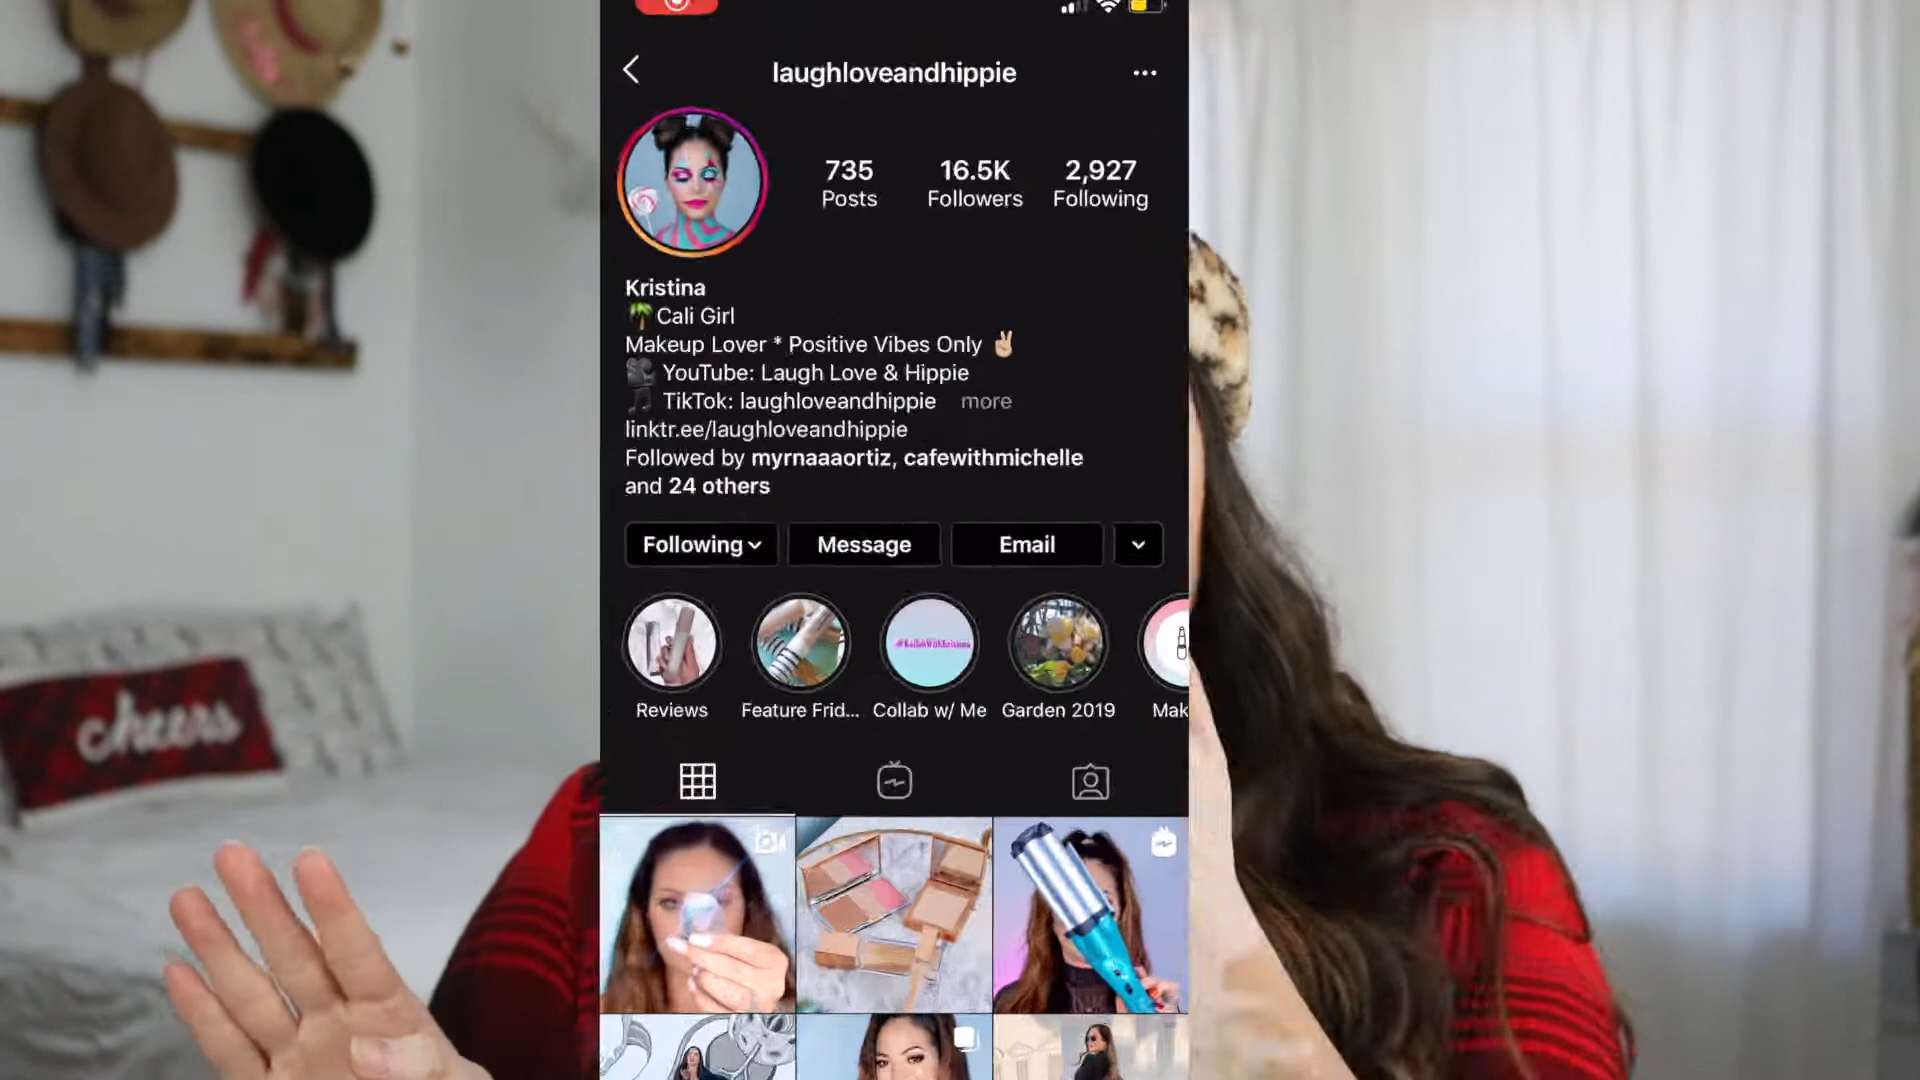 laughloveandhippie
735
16.5K
2,927
Posts
Followers
Following
Kristina
🌴Cali Girl
Makeup Lover * Positive Vibes Only ✌🏼
🎥 YouTube: Laugh Love & Hippie
🎵 TikTok: laughloveandhippie more
linktr.ee/laughloveandhippie
Followed by myrnaaaortiz, cafewithmichelle
and 24 others
Following
Message
Email
#KollabWithKristina
Reviews
Feature Frid...
Collab w/ Me
Garden 2019
Mak
cheers